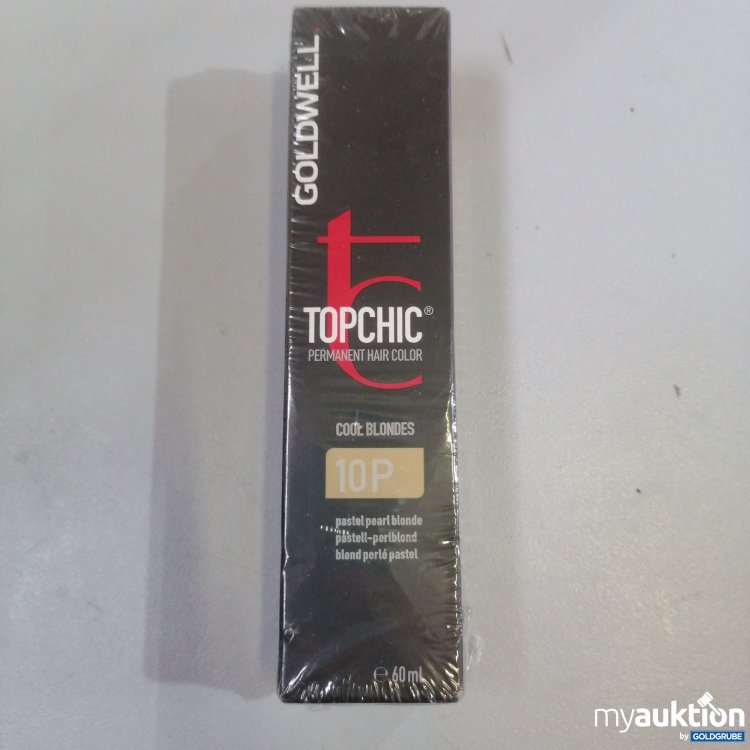 GOLDWELL.
tc
TOPCHIC®
PERMANENT HAIR COLOR
COOL BLONDES
10P
pastel pearl blonde
pastell-perlblond
blond perlé pastel
℮ 60 mL
myauktion
by GOLDGRUBE